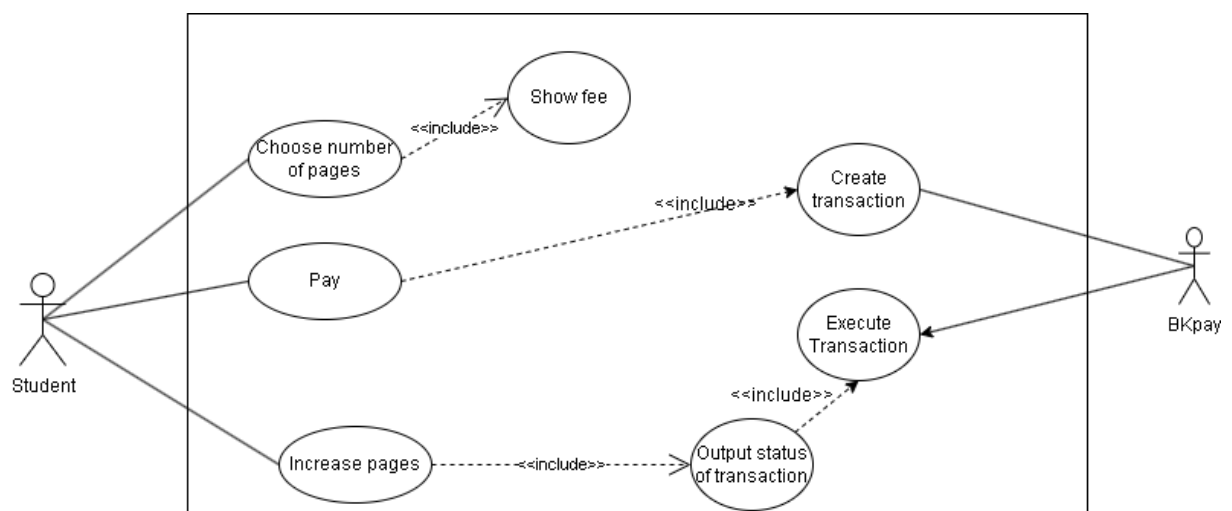 Show fee
<<include>>
Choose number
of pages
Create
transaction
<<include>>
Pay
Execute
Transaction
BKpay
Student
<<include>>
Output status
of transaction
Increase pages
<<include>>